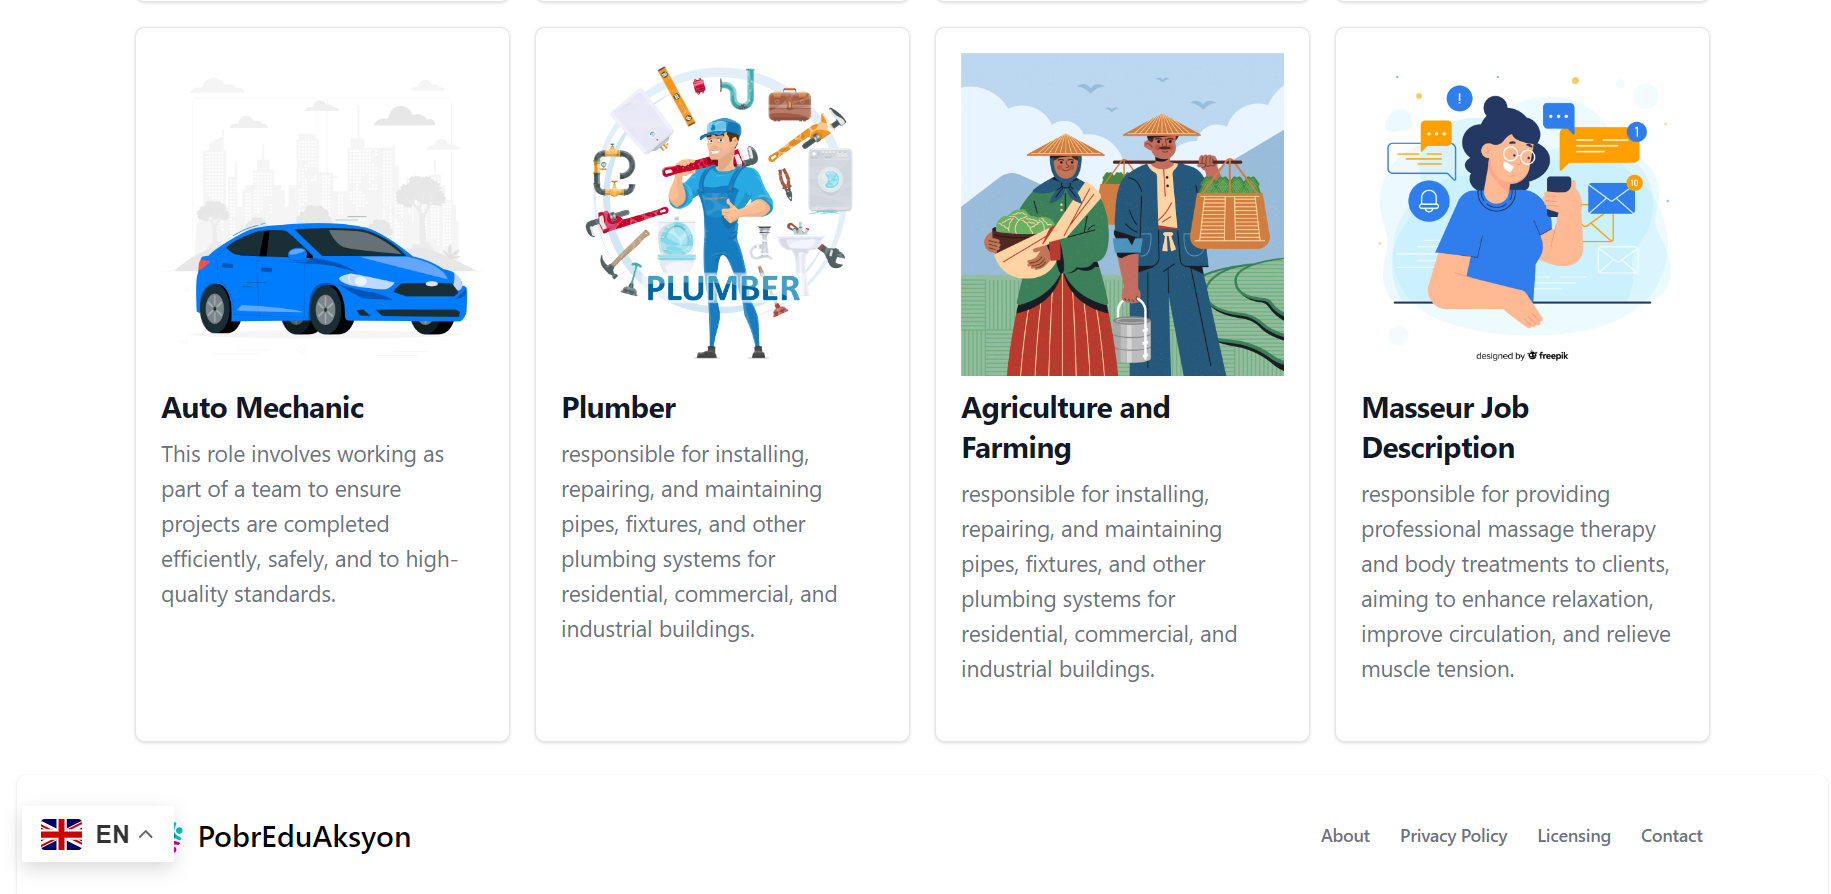 PLUMBER
!
1
10
designed by freepik
Auto Mechanic
This role involves working as
part of a team to ensure
projects are completed
efficiently, safely, and to high-
quality standards.
Plumber
responsible for installing,
repairing, and maintaining
pipes, fixtures, and other
plumbing systems for
residential, commercial, and
industrial buildings.
Agriculture and
Farming
responsible for installing,
repairing, and maintaining
pipes, fixtures, and other
plumbing systems for
residential, commercial, and
industrial buildings.
Masseur Job
Description
responsible for providing
professional massage therapy
and body treatments to clients,
aiming to enhance relaxation,
improve circulation, and relieve
muscle tension.
EN
PobrEduAksyon
About
Privacy Policy
Licensing
Contact